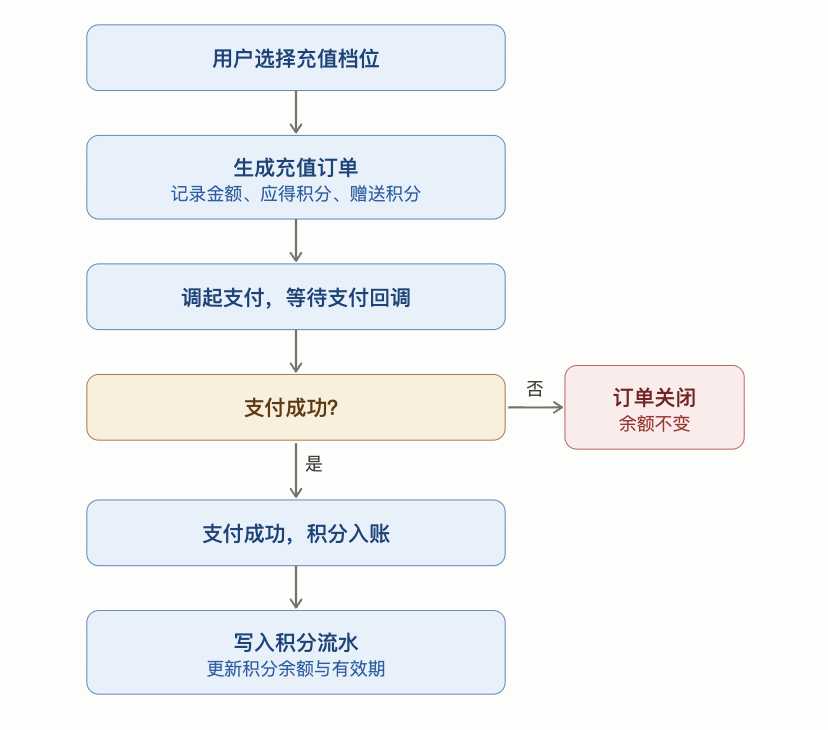 用户选择充值档位
生成充值订单
记录金额、应得积分、赠送积分
调起支付，等待支付回调
支付成功?
否
订单关闭
余额不变
是
支付成功，积分入账
写入积分流水
更新积分余额与有效期